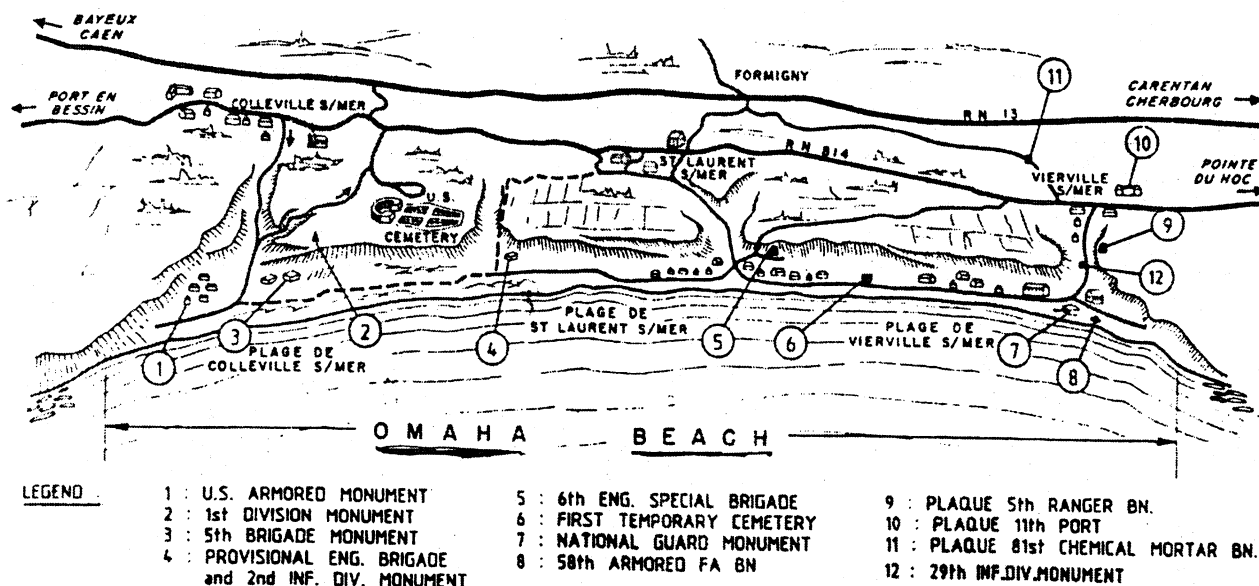 BAYEUX
CAEN
PORT EN
BESSIN
COLLEVILLE S/MER
FORMIGNY
11
CARENTAN
CHERBOURG
RN 13
10
RN 814
ST LAURENT
S/MER
VIERVILLE
S/MER
POINTE
DU HOC
U.S.
CEMETERY
9
12
1
3
2
4
5
6
7
8
PLAGE DE
COLLEVILLE S/MER
PLAGE DE
ST LAURENT S/MER
PLAGE DE
VIERVILLE S/MER
OMAHA BEACH
LEGEND
1 : U.S. ARMORED MONUMENT
2 : 1st DIVISION MONUMENT
3 : 5th BRIGADE MONUMENT
4 : PROVISIONAL ENG. BRIGADE
and 2nd INF. DIV. MONUMENT
5 : 6th ENG. SPECIAL BRIGADE
6 : FIRST TEMPORARY CEMETERY
7 : NATIONAL GUARD MONUMENT
8 : 58th ARMORED FA BN
9 : PLAQUE 5th RANGER BN.
10 : PLAQUE 11th PORT
11 : PLAQUE 81st CHEMICAL MORTAR BN.
12 : 29th INF.DIV.MONUMENT